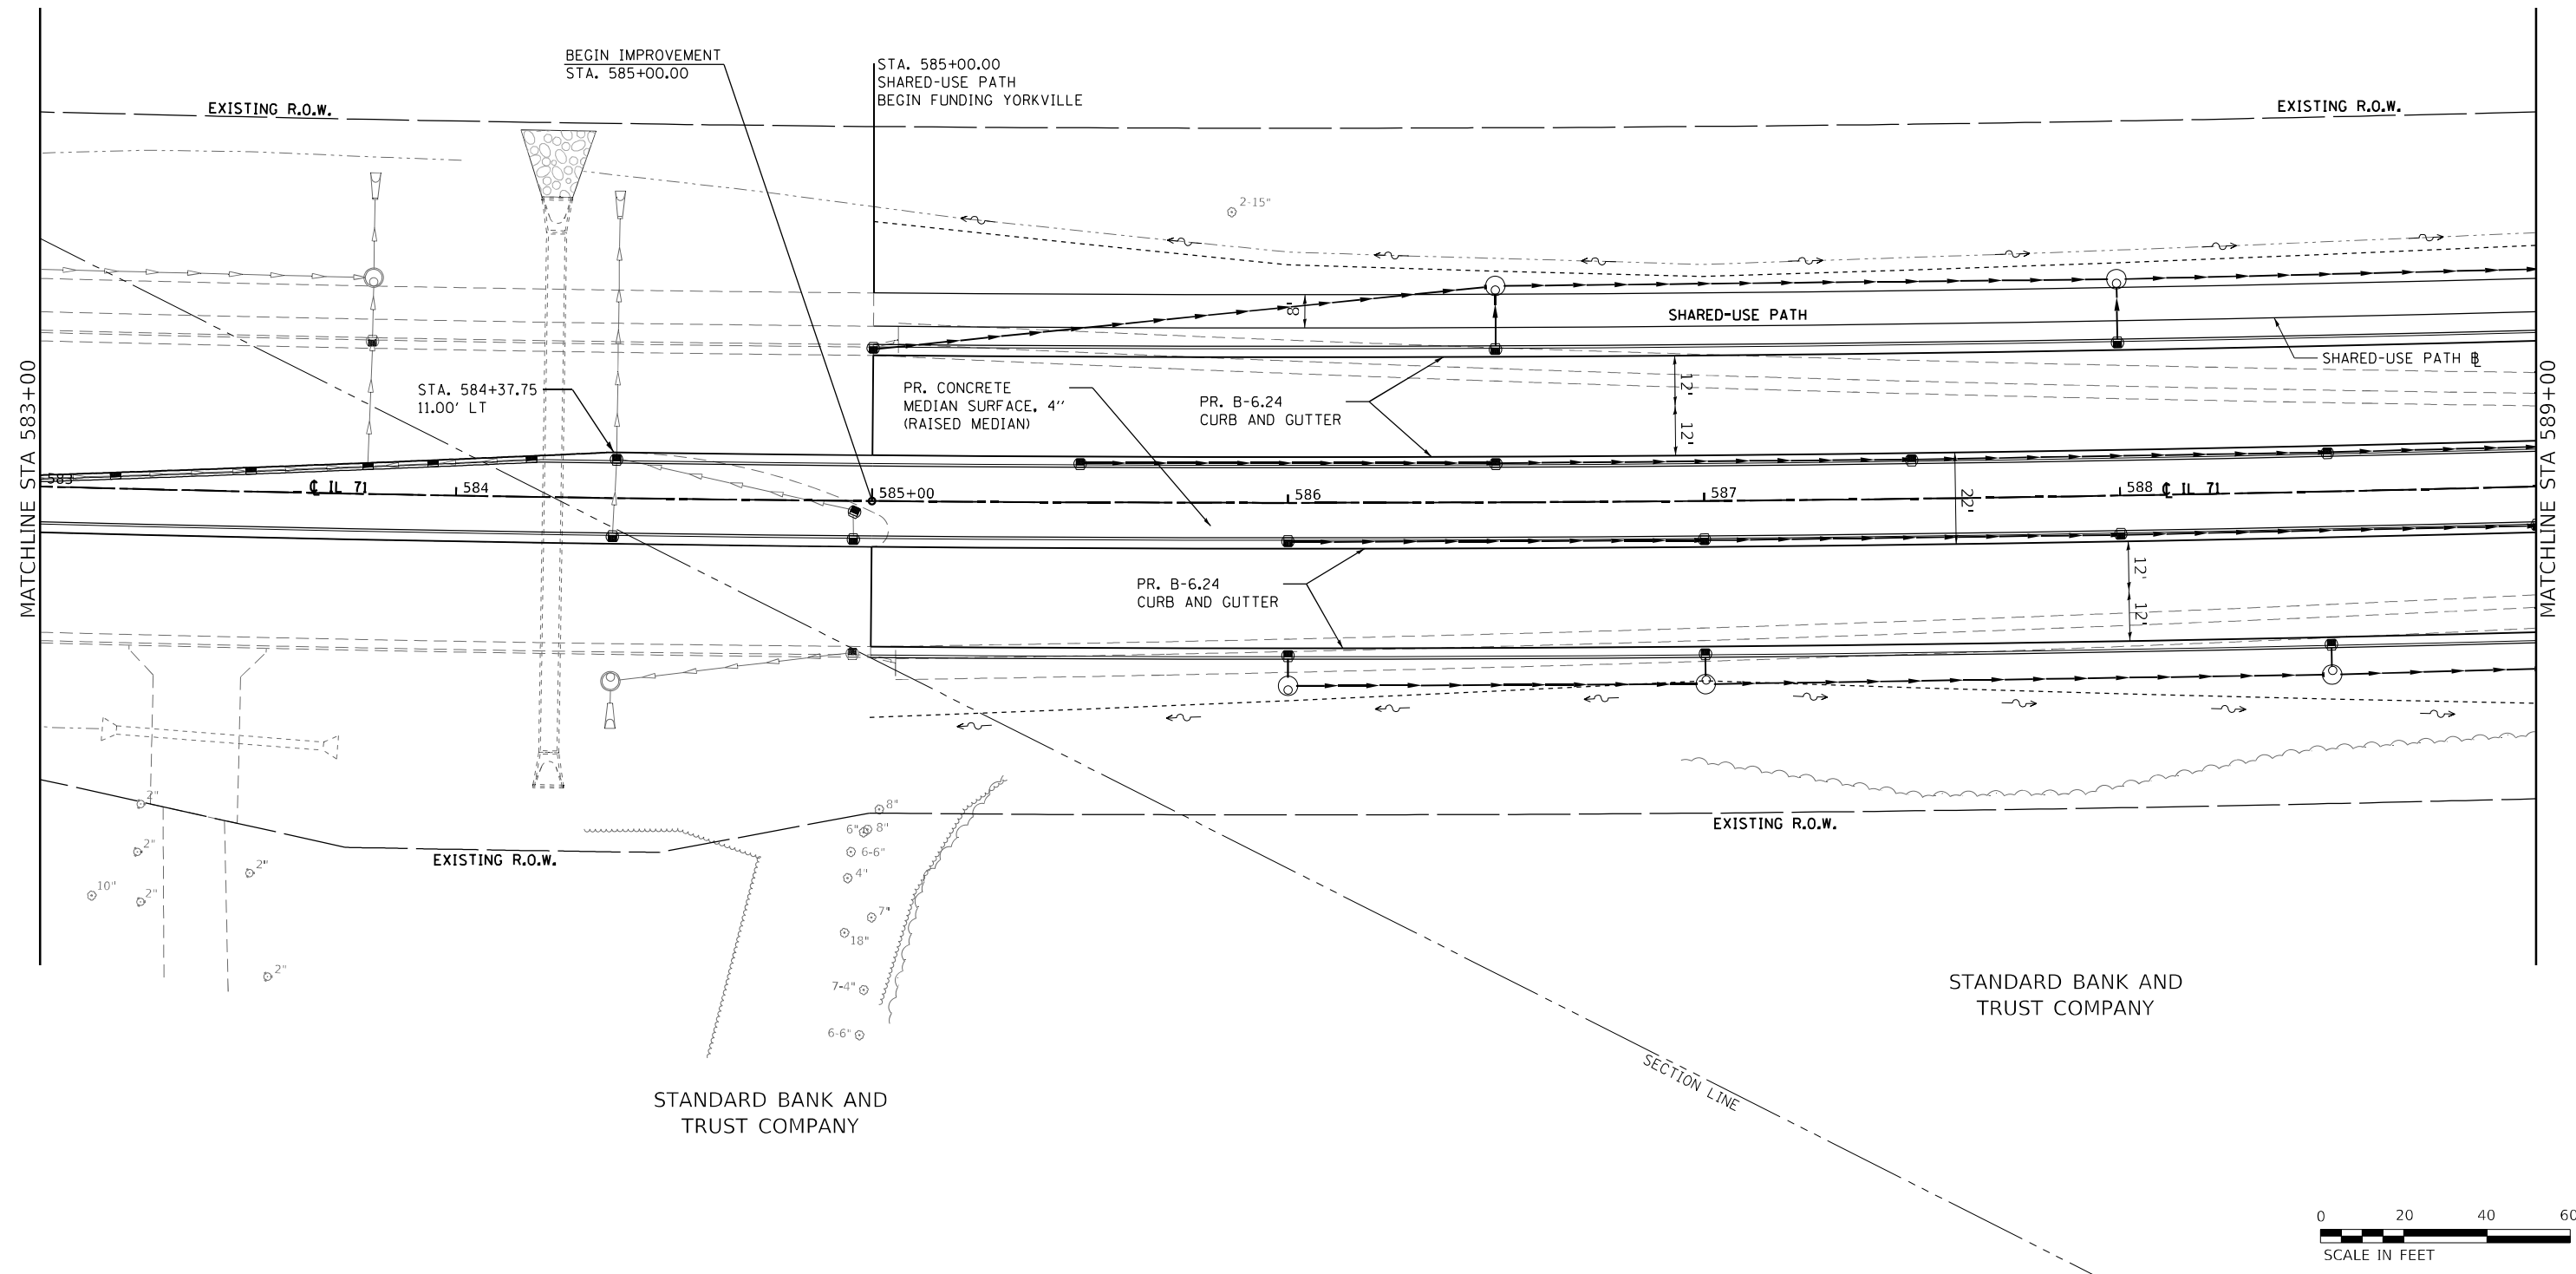 BEGIN IMPROVEMENT
STA. 585+00.00
STA. 585+00.00
SHARED-USE PATH
BEGIN FUNDING YORKVILLE
EXISTING R.O.W.
EXISTING R.O.W.
2-15"
8'
SHARED-USE PATH
SHARED-USE PATH ℄
STA. 584+37.75
11.00' LT
PR. CONCRETE
MEDIAN SURFACE, 4"
(RAISED MEDIAN)
PR. B-6.24
CURB AND GUTTER
12'
12'
MATCHLINE STA 583+00
MATCHLINE STA 589+00
583
℄ IL 71
584
585+00
586
587
588
℄ IL 71
22'
PR. B-6.24
CURB AND GUTTER
12'
12'
2"
8"
6"
8"
EXISTING R.O.W.
2"
6-6"
EXISTING R.O.W.
2"
4"
10"
2"
7"
18"
2"
7-4"
6-6"
STANDARD BANK AND
TRUST COMPANY
STANDARD BANK AND
TRUST COMPANY
SECTION LINE
0 20 40 60
SCALE IN FEET